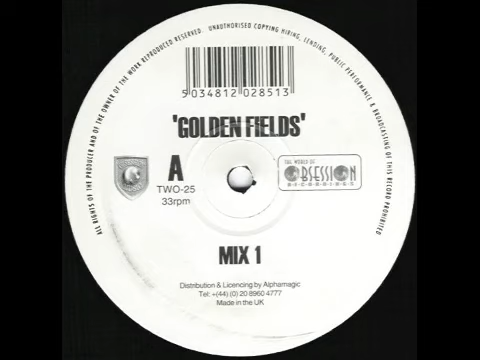 ALL RIGHTS OF THE PRODUCER AND OF THE OWNER OF THE WORK REPRODUCED RESERVED. UNAUTHORISED COPYING HIRING, LENDING, PUBLIC PERFORMANCE & BROADCASTING OF THIS RECORD PROHIBITED
5 034812 028513
'GOLDEN FIELDS'
A
TWO-25
33rpm
THE WORLD OF
OBSESSION
RECORDINGS
MIX 1
Distribution & Licencing by Alphamagic
Tel: +(44) (0) 20 8960 4777
Made in the UK